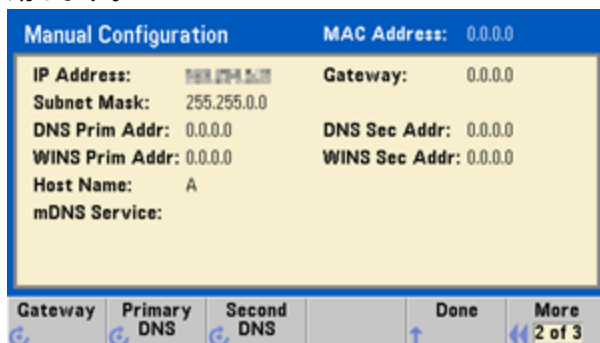 Manual Configuration MAC Address: 0.0.0.0
IP Address: Gateway: 0.0.0.0
Subnet Mask: 255.255.0.0
DNS Prim Addr: 0.0.0.0 DNS Sec Addr: 0.0.0.0
WINS Prim Addr: 0.0.0.0 WINS Sec Addr: 0.0.0.0
Host Name: A
mDNS Service:
Gateway Primary DNS Second DNS Done More
2 of 3